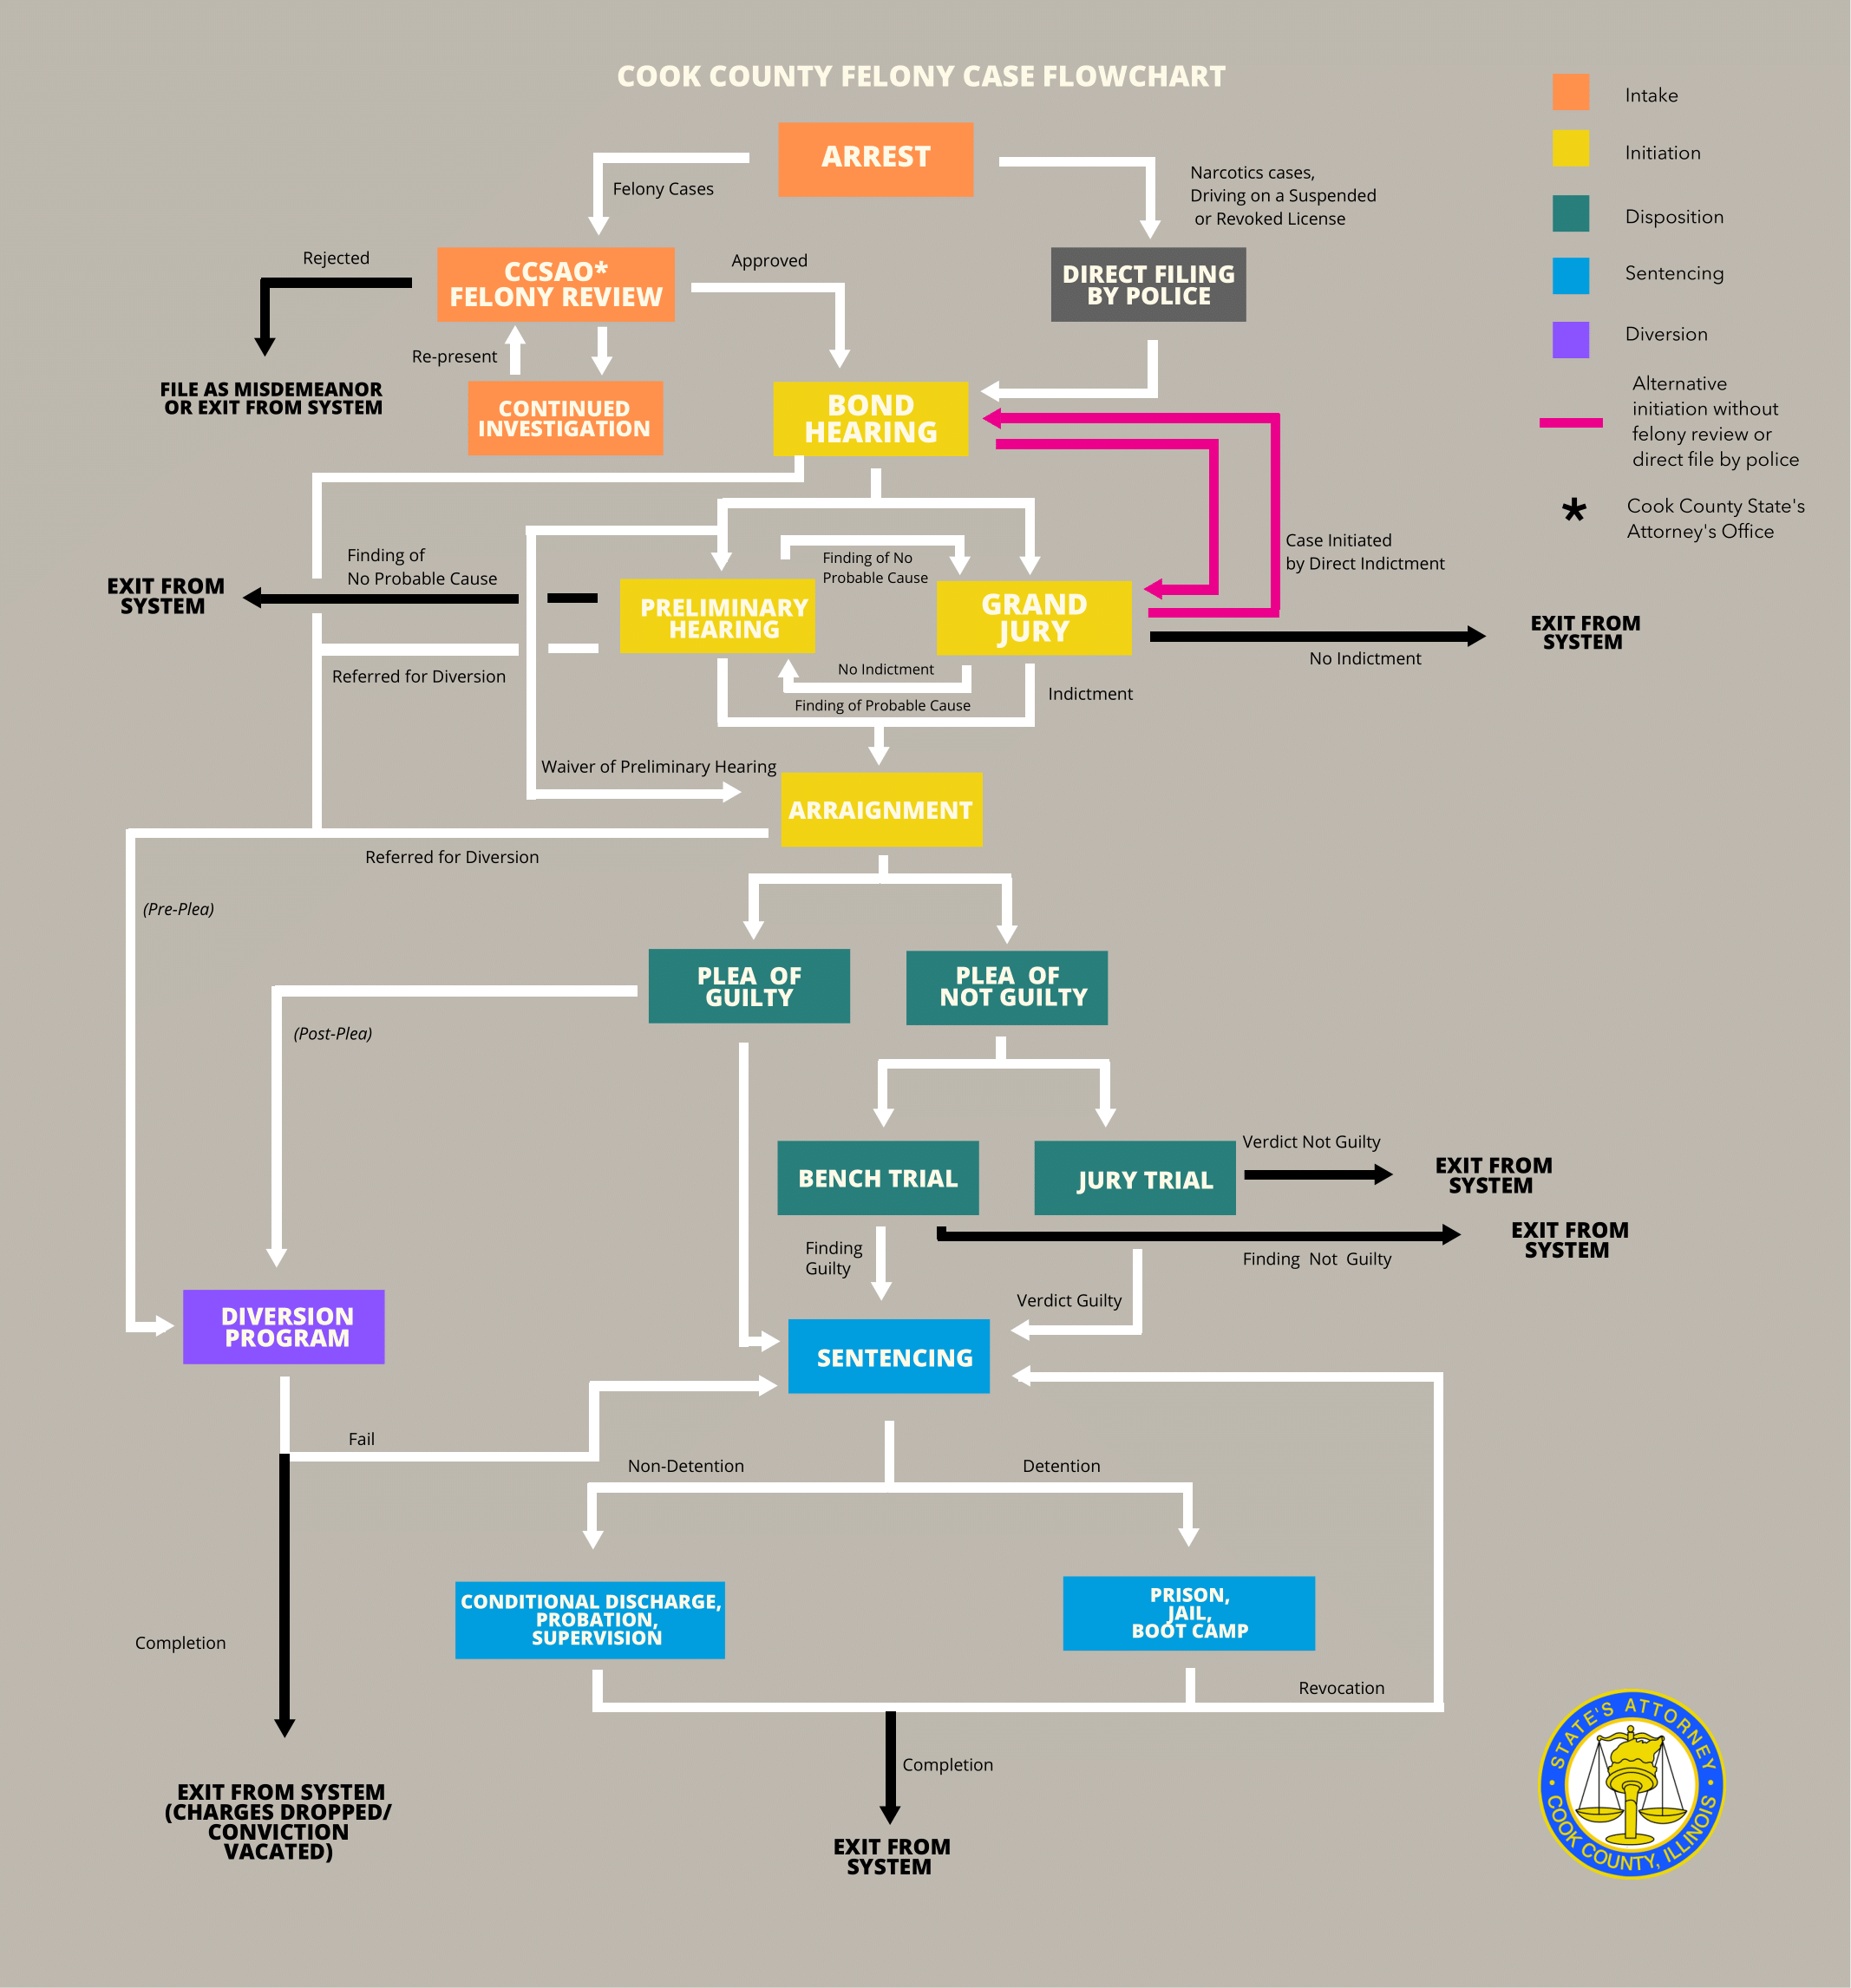 COOK COUNTY FELONY CASE FLOWCHART
Intake
Initiation
Disposition
Sentencing
Diversion
Alternative
initiation without
felony review or
direct file by police
*
Cook County State's
Attorney's Office
ARREST
Felony Cases
Narcotics cases,
Driving on a Suspended
or Revoked License
Rejected
CCSAO*
FELONY REVIEW
Approved
DIRECT FILING
BY POLICE
Re-present
FILE AS MISDEMEANOR
OR EXIT FROM SYSTEM
CONTINUED
INVESTIGATION
BOND
HEARING
Case Initiated
by Direct Indictment
Finding of
No Probable Cause
Finding of No
Probable Cause
EXIT FROM
SYSTEM
PRELIMINARY
HEARING
GRAND
JURY
EXIT FROM
SYSTEM
No Indictment
Referred for Diversion
No Indictment
Indictment
Finding of Probable Cause
Waiver of Preliminary Hearing
ARRAIGNMENT
Referred for Diversion
(Pre-Plea)
PLEA OF
GUILTY
PLEA OF
NOT GUILTY
(Post-Plea)
Verdict Not Guilty
BENCH TRIAL
JURY TRIAL
EXIT FROM
SYSTEM
EXIT FROM
SYSTEM
Finding
Guilty
Finding Not Guilty
Verdict Guilty
DIVERSION
PROGRAM
SENTENCING
Fail
Non-Detention
Detention
CONDITIONAL DISCHARGE,
PROBATION,
SUPERVISION
PRISON,
JAIL,
BOOT CAMP
Completion
Revocation
Completion
EXIT FROM SYSTEM
(CHARGES DROPPED/
CONVICTION
VACATED)
EXIT FROM
SYSTEM
STATE'S ATTORNEY
COOK COUNTY, ILLINOIS